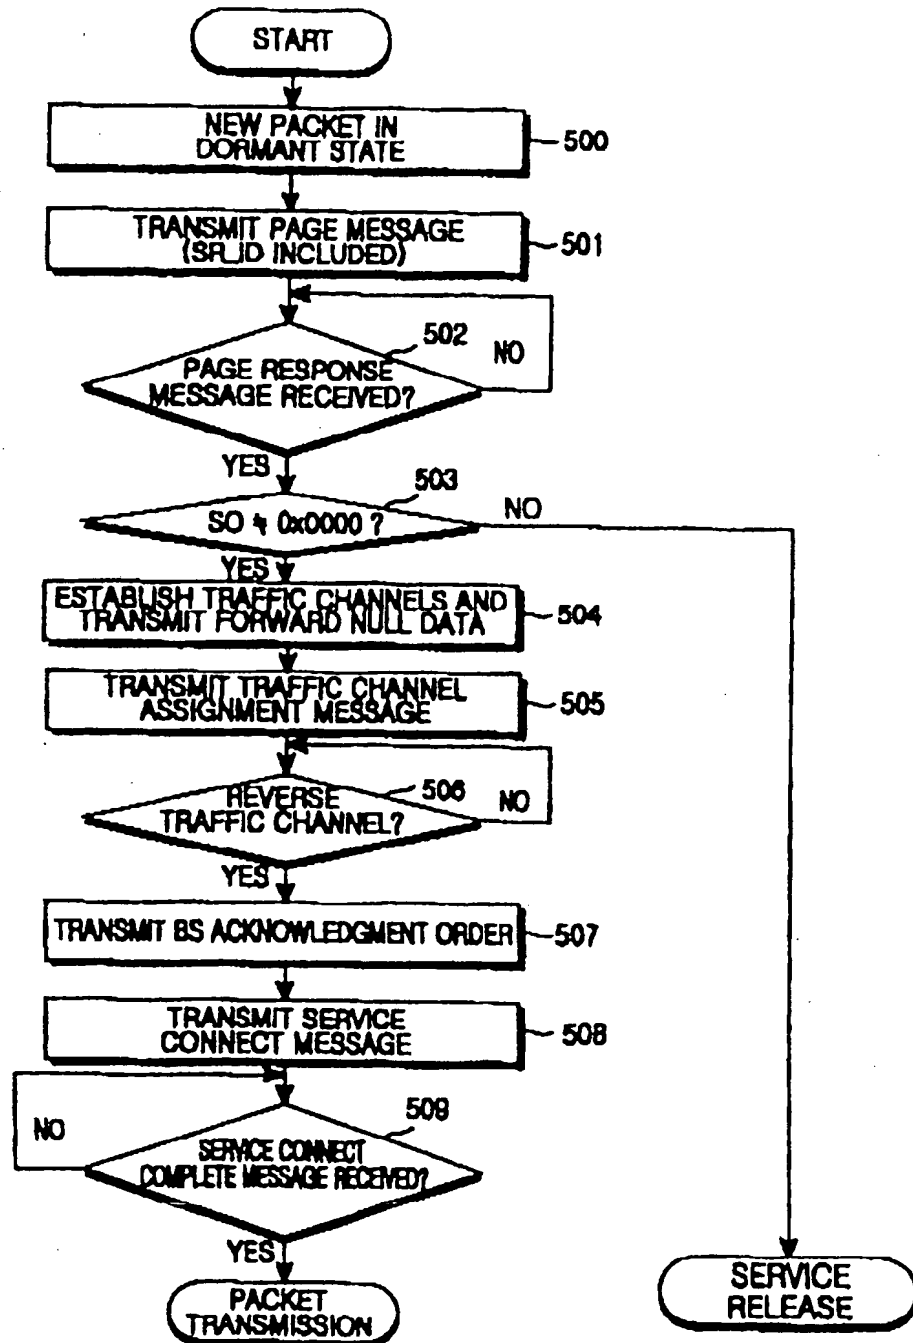 START
NEW PACKET IN
DORMANT STATE
500
TRANSMIT PAGE MESSAGE
(SR_ID INCLUDED)
501
502
NO
PAGE RESPONSE
MESSAGE RECEIVED?
YES
503
NO
SO ≠ 0x0000 ?
YES
ESTABLISH TRAFFIC CHANNELS AND
TRANSMIT FORWARD NULL DATA
504
TRANSMIT TRAFFIC CHANNEL
ASSIGNMENT MESSAGE
505
506
NO
REVERSE
TRAFFIC CHANNEL?
YES
TRANSMIT BS ACKNOWLEDGMENT ORDER
507
TRANSMIT SERVICE
CONNECT MESSAGE
508
509
NO
SERVICE CONNECT
COMPLETE MESSAGE RECEIVED?
YES
PACKET
TRANSMISSION
SERVICE
RELEASE